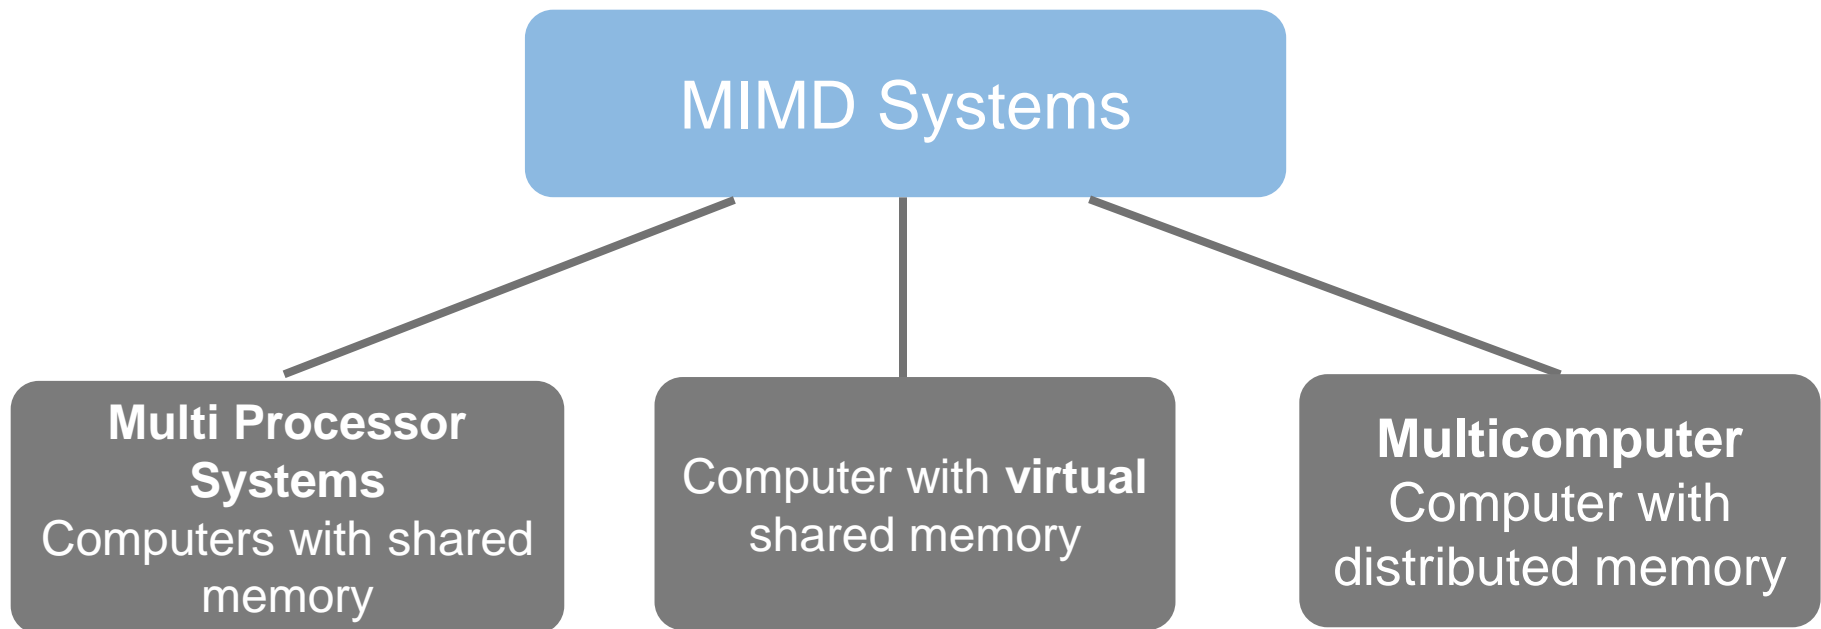 MIMD Systems
Multi Processor
Systems
Computers with shared
memory
Computer with virtual
shared memory
Multicomputer
Computer with
distributed memory